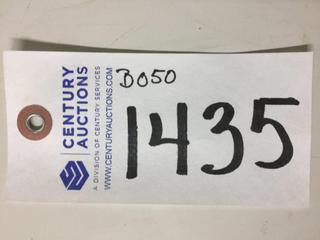 CENTURY
AUCTIONS
A DIVISION OF CENTURY SERVICES
WWW.CENTURYAUCTIONS.COM
B050
1435